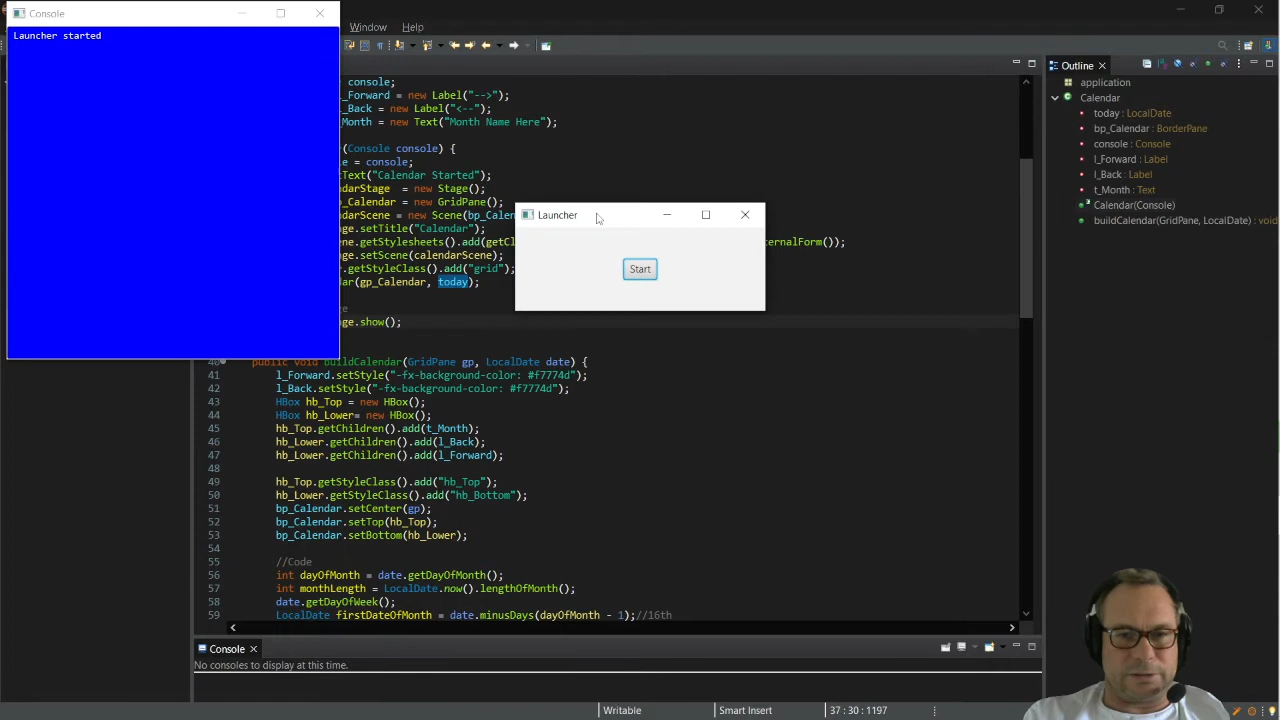 Console
Launcher started
Window Help
console;
l_Forward = new Label("-->");
l_Back = new Label("<--");
_Month = new Text("Month Name Here");
(Console console) {
= console;
Text("Calendar Started");
darStage = new Stage();
_Calendar = new GridPane();
darScene = new Scene(bp_Calen
.setTitle("Calendar");
ne.getStylesheets().add(getCl
ternalForm());
.setScene(calendarScene);
r.getStyleClass().add("grid");
dar(gp_Calendar, today);
ge.show();
Launcher
Start
40 public void buildCalendar(GridPane gp, LocalDate date) {
41 l_Forward.setStyle("-fx-background-color: #f7774d");
42 l_Back.setStyle("-fx-background-color: #f7774d");
43 HBox hb_Top = new HBox();
44 HBox hb_Lower= new HBox();
45 hb_Top.getChildren().add(t_Month);
46 hb_Lower.getChildren().add(l_Back);
47 hb_Lower.getChildren().add(l_Forward);
48
49 hb_Top.getStyleClass().add("hb_Top");
50 hb_Lower.getStyleClass().add("hb_Bottom");
51 bp_Calendar.setCenter(gp);
52 bp_Calendar.setTop(hb_Top);
53 bp_Calendar.setBottom(hb_Lower);
54
55 //Code
56 int dayOfMonth = date.getDayOfMonth();
57 int monthLength = LocalDate.now().lengthOfMonth();
58 date.getDayOfWeek();
59 LocalDate firstDateOfMonth = date.minusDays(dayOfMonth - 1);//16th
Outline
application
Calendar
today : LocalDate
bp_Calendar : BorderPane
console : Console
l_Forward : Label
l_Back : Label
t_Month : Text
Calendar(Console)
buildCalendar(GridPane, LocalDate) : void
Console
No consoles to display at this time.
Writable
Smart Insert
37 : 30 : 1197